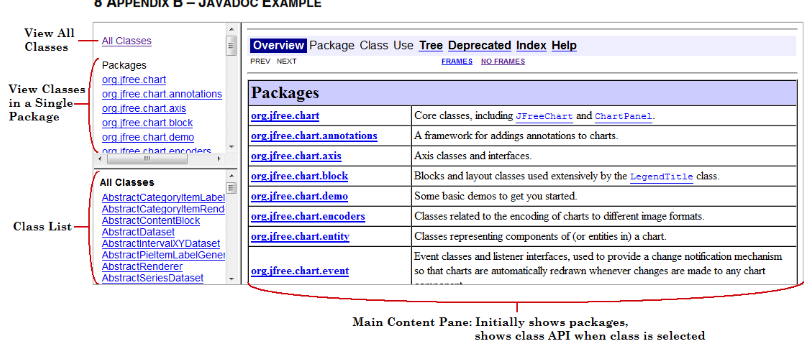 8 APPENDIX B – JAVADOC EXAMPLE
View All
Classes
All Classes
View Classes
in a Single
Package
Packages
org.jfree.chart
org.jfree.chart.annotations
org.jfree.chart.axis
org.jfree.chart.block
org.jfree.chart.demo
org.jfree.chart.encoders
Class List
All Classes
AbstractCategoryItemLabel
AbstractCategoryItemRend
AbstractContentBlock
AbstractDataset
AbstractIntervalXYDataset
AbstractPieItemLabelGener
AbstractRenderer
AbstractSeriesDataset
Overview Package Class Use Tree Deprecated Index Help
PREV NEXT FRAMES NO FRAMES
Packages
org.jfree.chart Core classes, including JFreeChart and ChartPanel.
org.jfree.chart.annotations A framework for addings annotations to charts.
org.jfree.chart.axis Axis classes and interfaces.
org.jfree.chart.block Blocks and layout classes used extensively by the LegendTitle class.
org.jfree.chart.demo Some basic demos to get you started.
org.jfree.chart.encoders Classes related to the encoding of charts to different image formats.
org.jfree.chart.entity Classes representing components of (or entities in) a chart.
org.jfree.chart.event Event classes and listener interfaces, used to provide a change notification mechanism
so that charts are automatically redrawn whenever changes are made to any chart
component.
Main Content Pane: Initially shows packages,
shows class API when class is selected